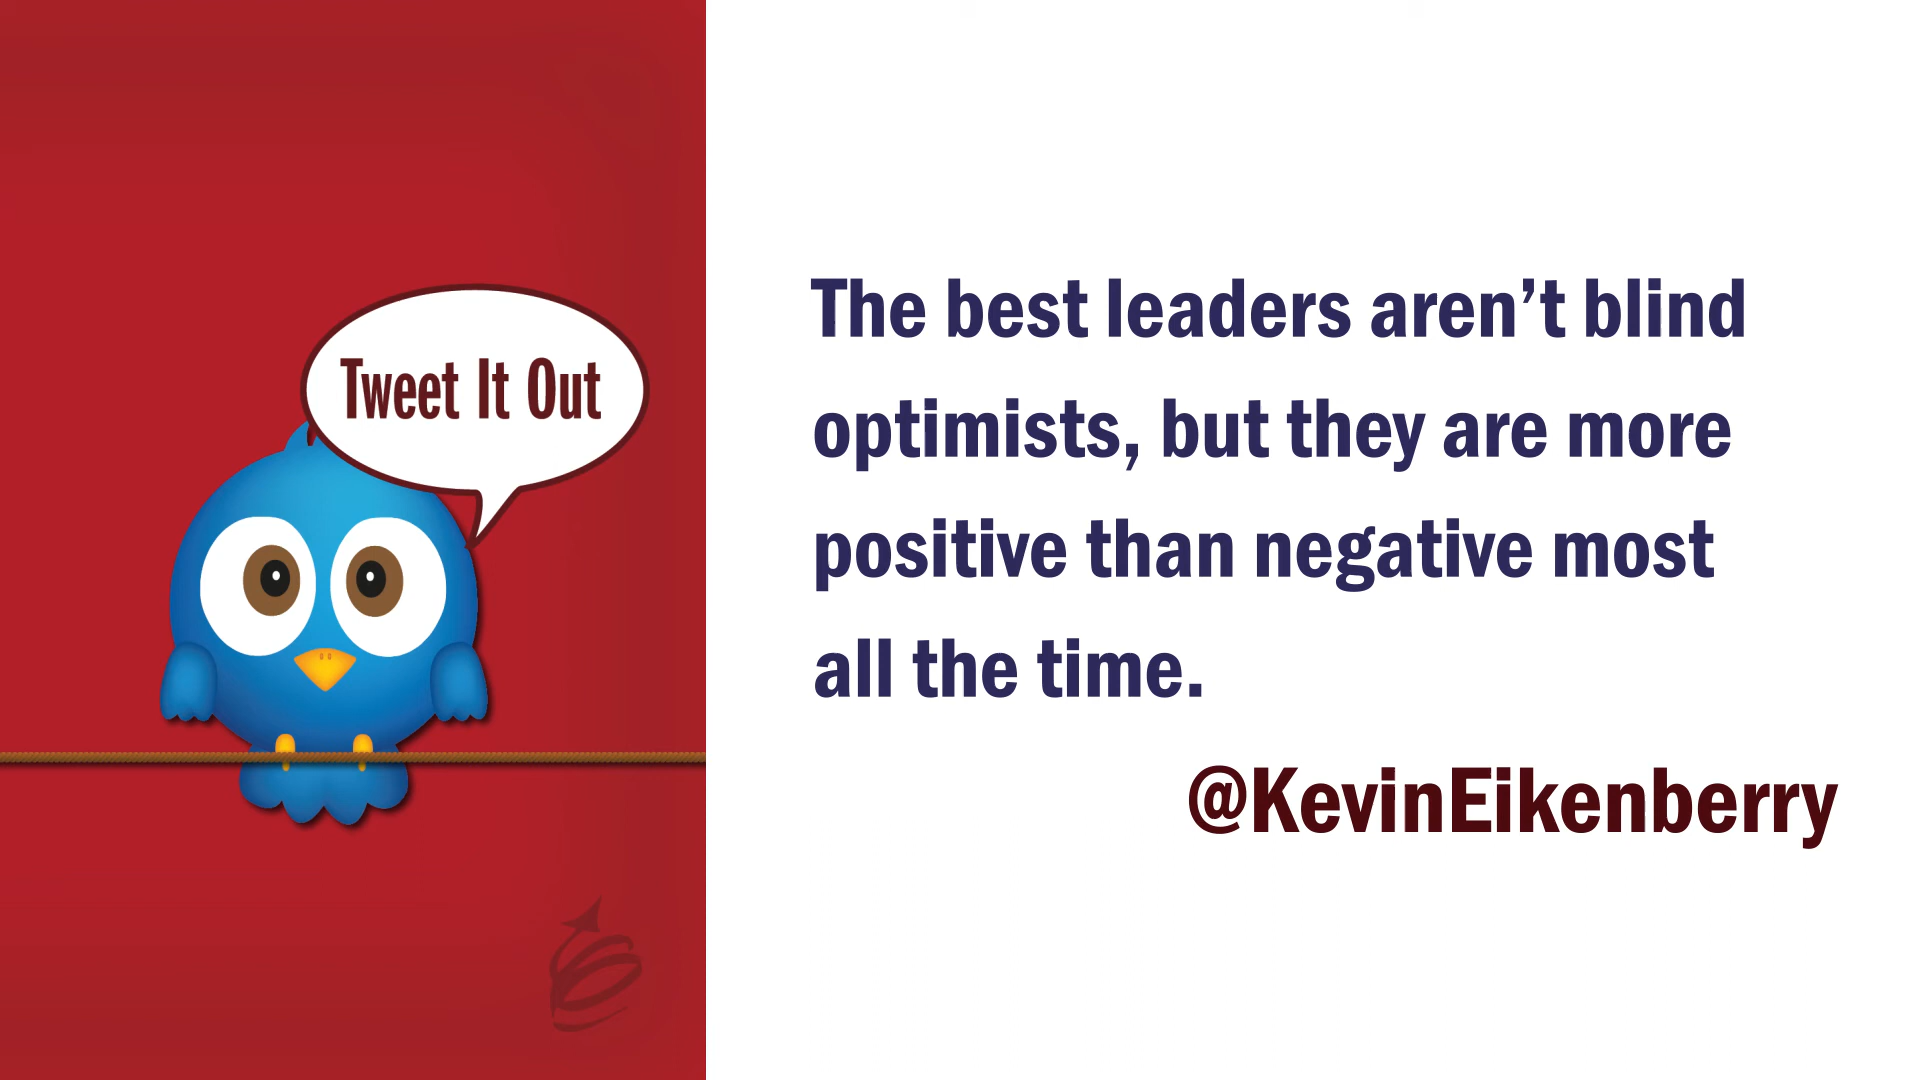 Tweet It Out
The best leaders aren’t blind
optimists, but they are more
positive than negative most
all the time.
@KevinEikenberry